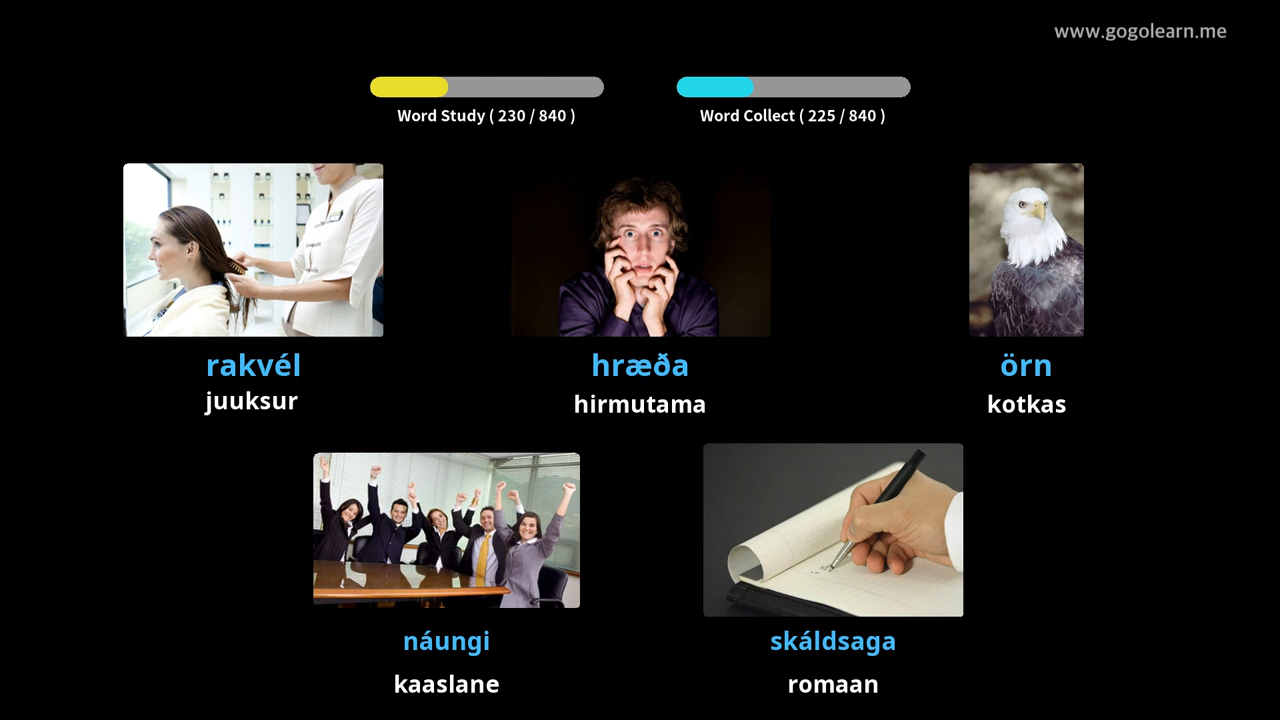 www.gogolearn.me
Word Study ( 230 / 840 )
Word Collect ( 225 / 840 )
rakvél
juuksur
hræða
hirmutama
örn
kotkas
náungi
kaaslane
skáldsaga
romaan